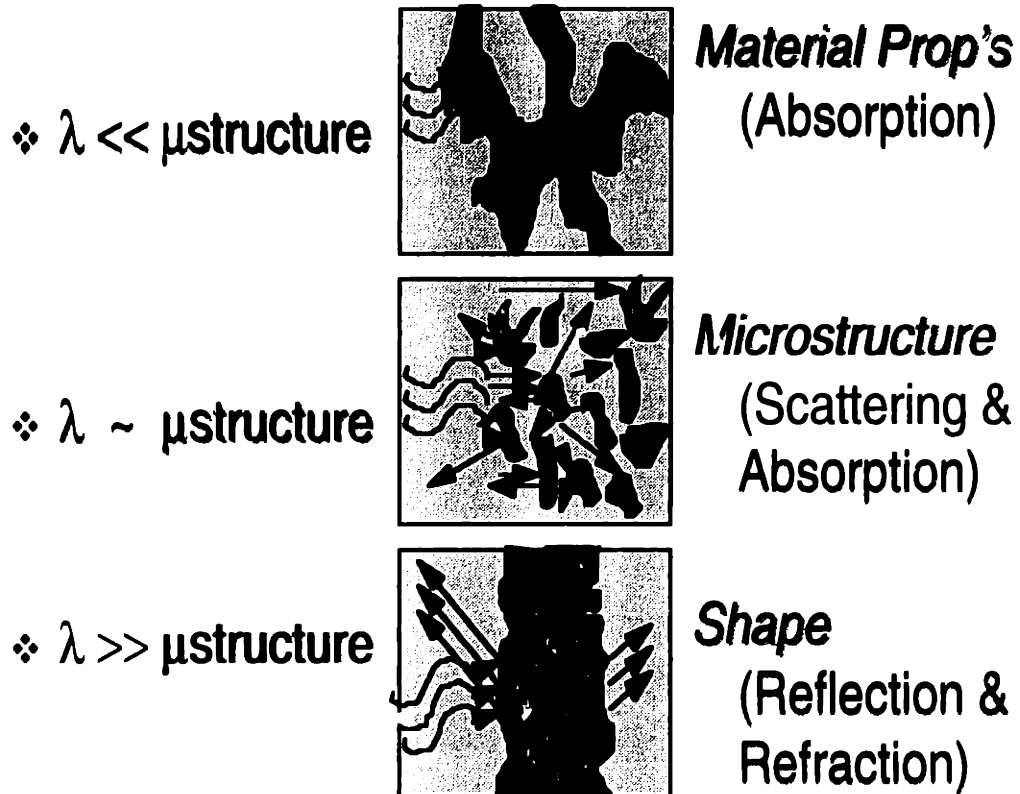 ❖ λ << μstructure
Material Prop's
(Absorption)
❖ λ ~ μstructure
Microstructure
(Scattering &
Absorption)
❖ λ >> μstructure
Shape
(Reflection &
Refraction)